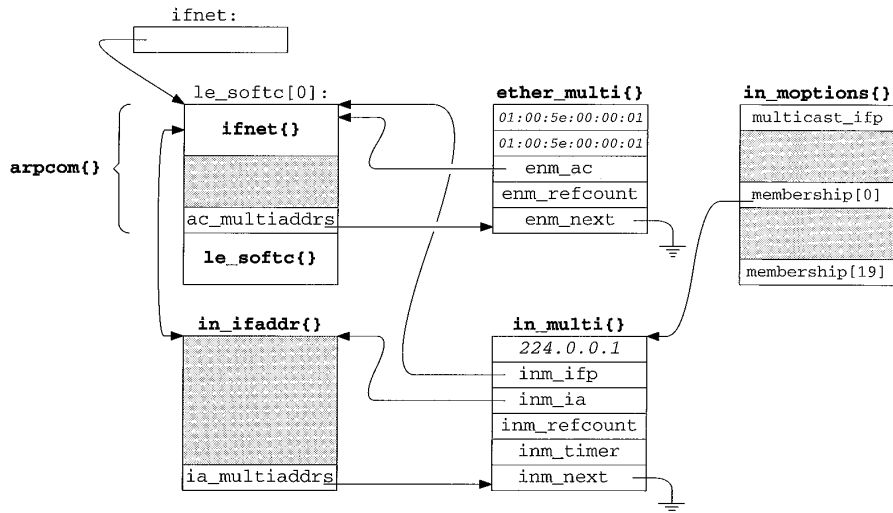 ifnet:
le_softc[0]:
ifnet{}
arpcom{}
ac_multiaddrs
le_softc{}
ether_multi{}
01:00:5e:00:00:01
01:00:5e:00:00:01
enm_ac
enm_refcount
enm_next
in_moptions{}
multicast_ifp
membership[0]
membership[19]
in_ifaddr{}
ia_multiaddrs
in_multi{}
224.0.0.1
inm_ifp
inm_ia
inm_refcount
inm_timer
inm_next